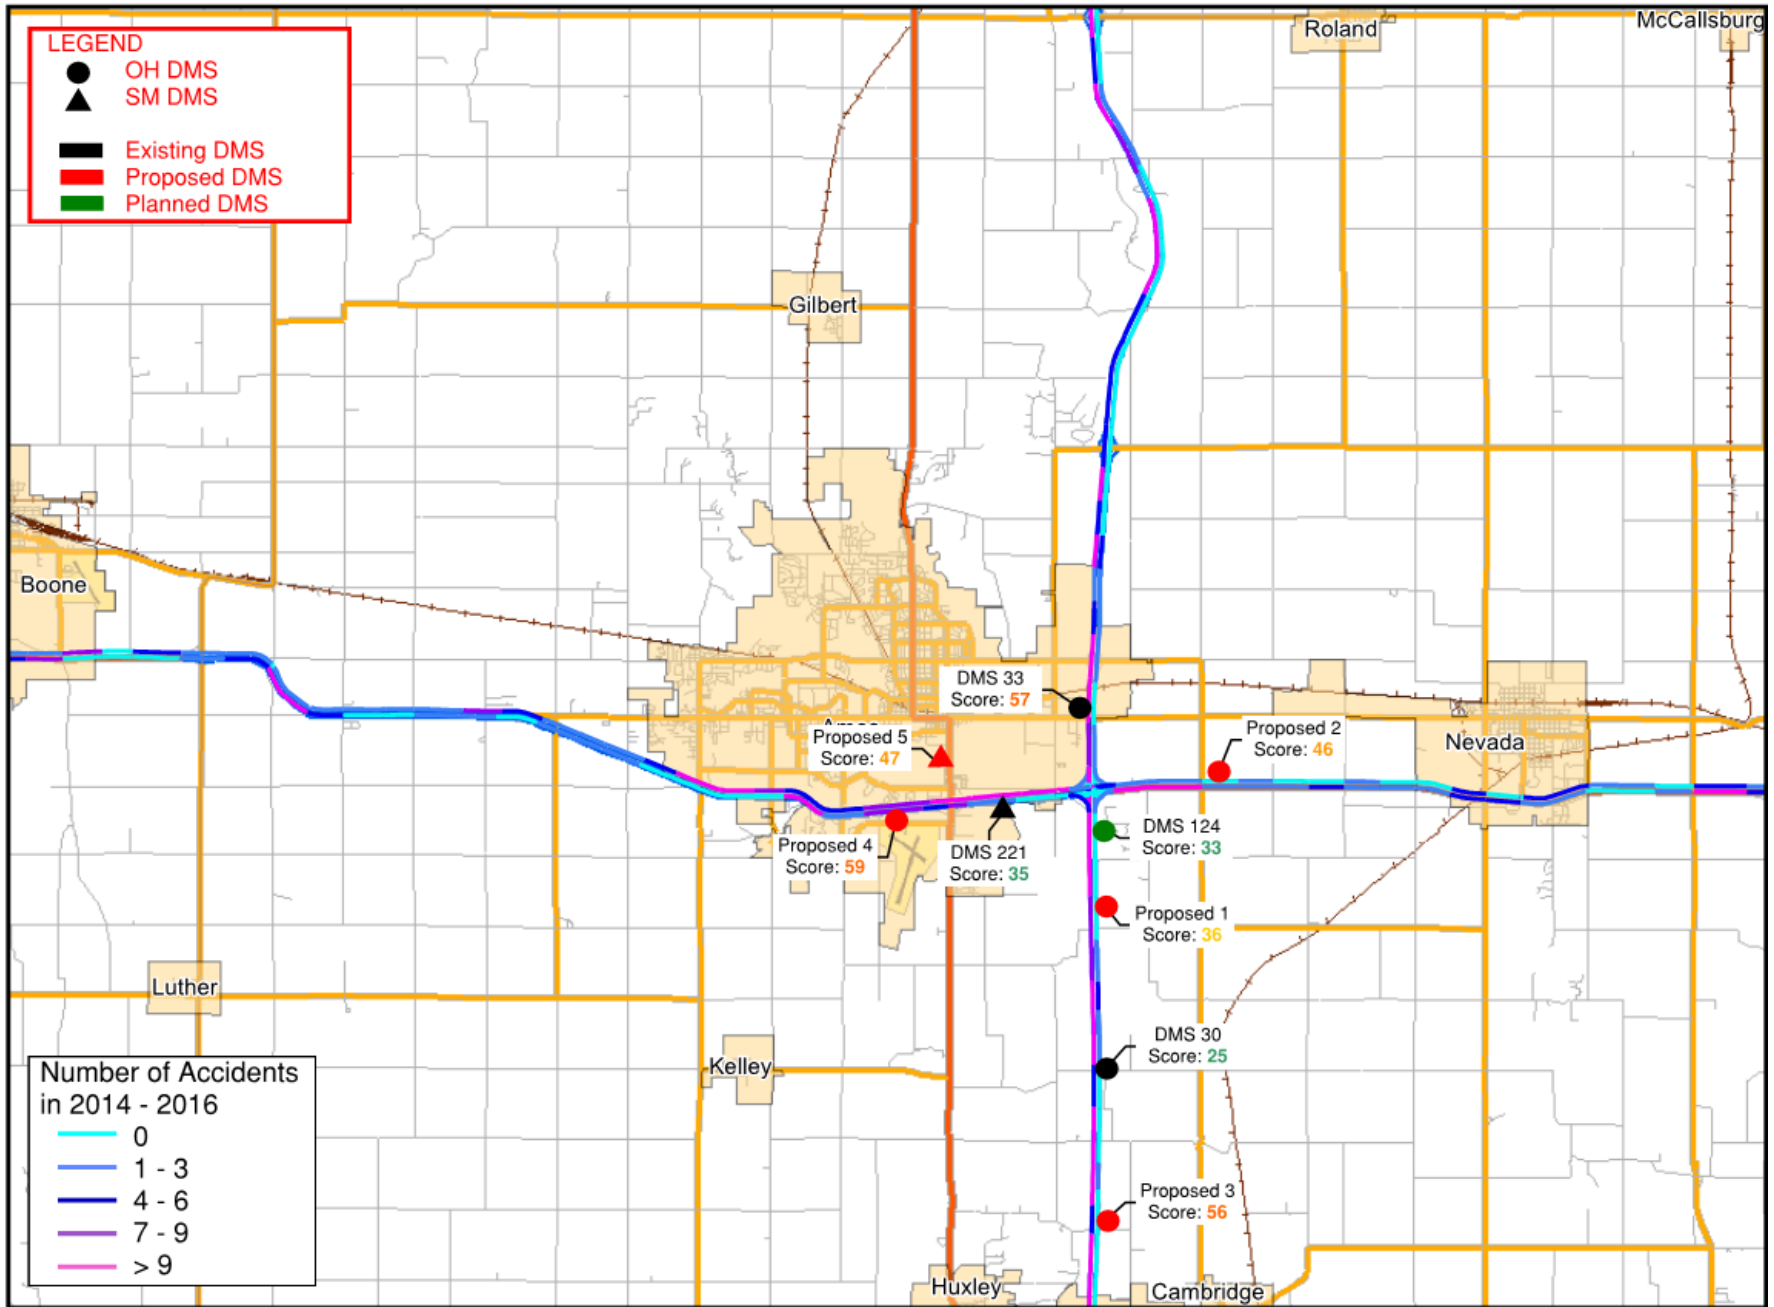 LEGEND
OH DMS
SM DMS
Existing DMS
Proposed DMS
Planned DMS
Roland
McCallsburg
Gilbert
Boone
DMS 33
Score: 57
Ames
Proposed 5
Score: 47
Proposed 2
Score: 46
Nevada
Proposed 4
Score: 59
DMS 221
Score: 35
DMS 124
Score: 33
Proposed 1
Score: 36
Luther
DMS 30
Score: 25
Kelley
Proposed 3
Score: 56
Huxley
Cambridge
Number of Accidents
in 2014 - 2016
0
1 - 3
4 - 6
7 - 9
> 9